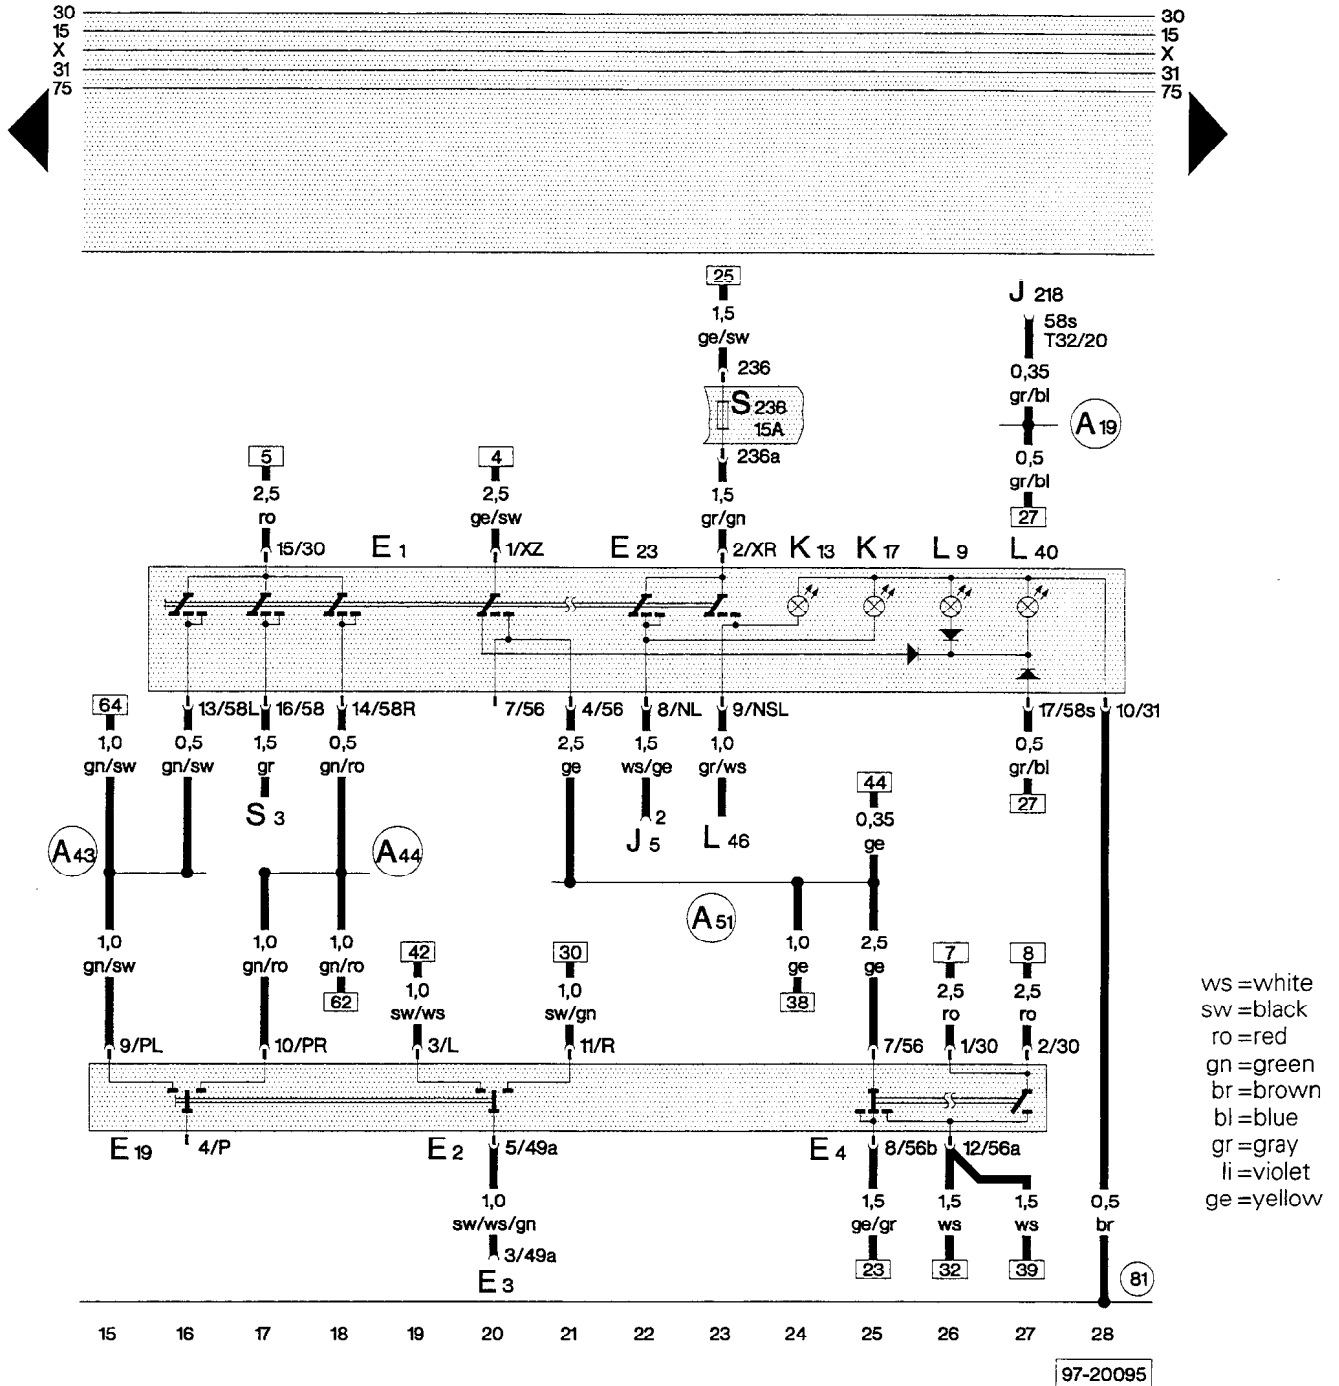 30 30
15 15
X X
31 31
75 75
25
1,5
ge/sw
236
S 236
15A
236a
1,5
gr/gn
J 218
58s
T32/20
0,35
gr/bl
A 19
0,5
gr/bl
27
5
2,5
ro
4
2,5
ge/sw
15/30 E 1 1/XZ E 23 2/XR K 13 K 17 L 9 L 40
64 13/58L 16/58 14/58R 7/56 4/56 8/NL 9/NSL 17/58s 10/31
1,0 0,5 1,5 0,5 2,5 1,5 1,0 0,5
gn/sw gn/sw gr gn/ro ge ws/ge gr/ws gr/bl
S 3 2 J 5 L 46 44 27
0,35
ge
A 43 A 44
A 51
1,0 1,0 1,0 42 30 1,0 2,5 7 8
gn/sw gn/ro gn/ro 1,0 1,0 ge ge 2,5 2,5
62 sw/ws sw/gn 38 ro ro
9/PL 10/PR 3/L 11/R 7/56 1/30 2/30
E 19 4/P E 2 5/49a E 4 8/56b 12/56a
1,0 1,5 1,5 1,5 0,5
sw/ws/gn ge/gr ws ws br
3/49a 23 32 39
E 3 81
15 16 17 18 19 20 21 22 23 24 25 26 27 28
97-20095
ws =white
sw =black
ro =red
gn =green
br =brown
bl =blue
gr =gray
li =violet
ge =yellow